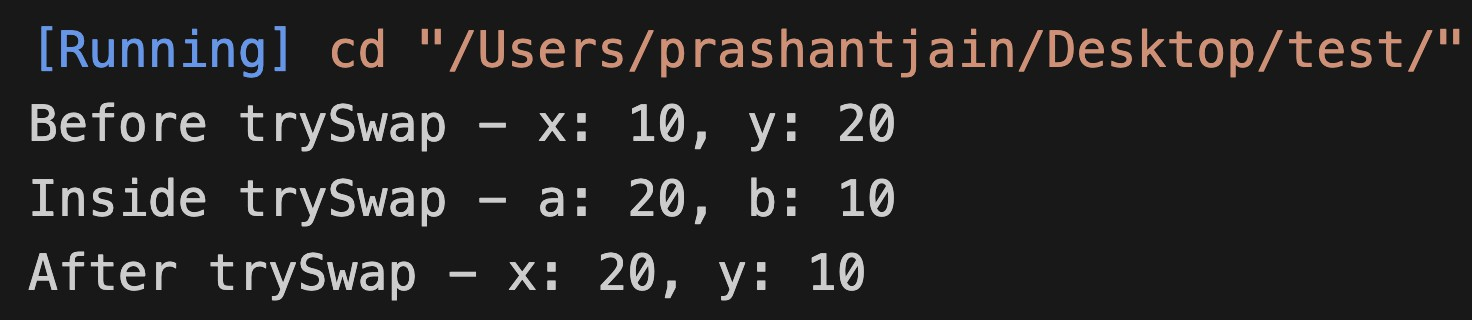 [Running] cd "/Users/prashantjain/Desktop/test/"
Before trySwap – x: 10, y: 20
Inside trySwap – a: 20, b: 10
After trySwap – x: 20, y: 10